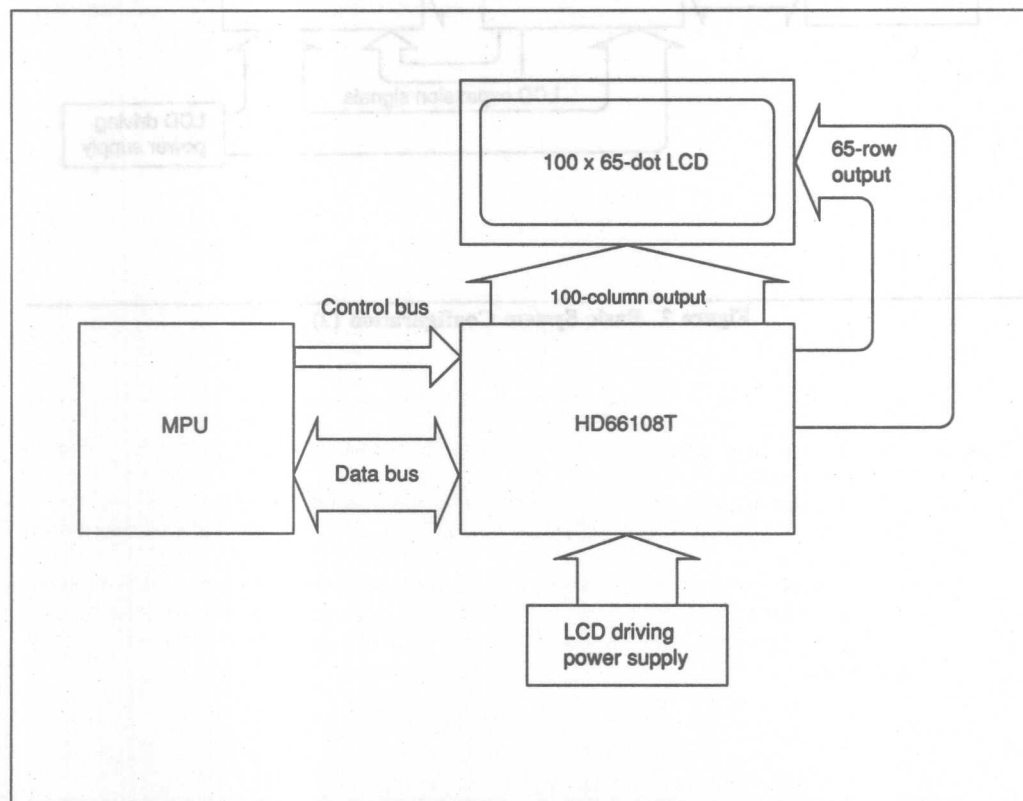 100 x 65-dot LCD
65-row
output
100-column output
Control bus
MPU
HD66108T
Data bus
LCD driving
power supply